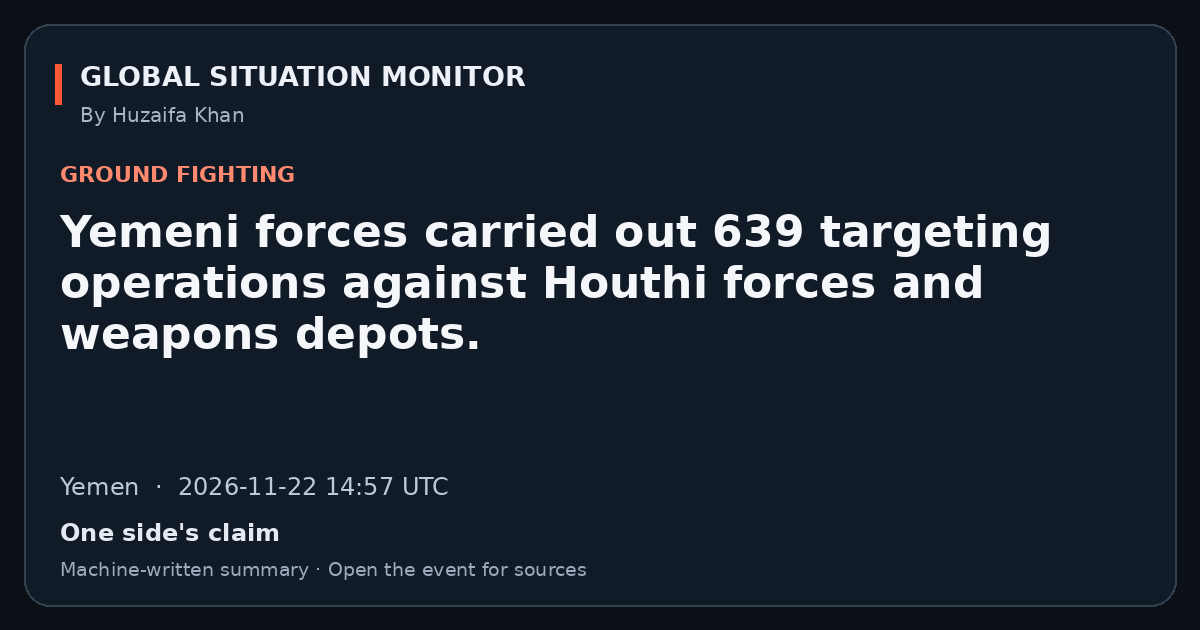 GLOBAL SITUATION MONITOR
By Huzaifa Khan
GROUND FIGHTING
Yemeni forces carried out 639 targeting
operations against Houthi forces and
weapons depots.
Yemen · 2026-11-22 14:57 UTC
One side's claim
Machine-written summary · Open the event for sources